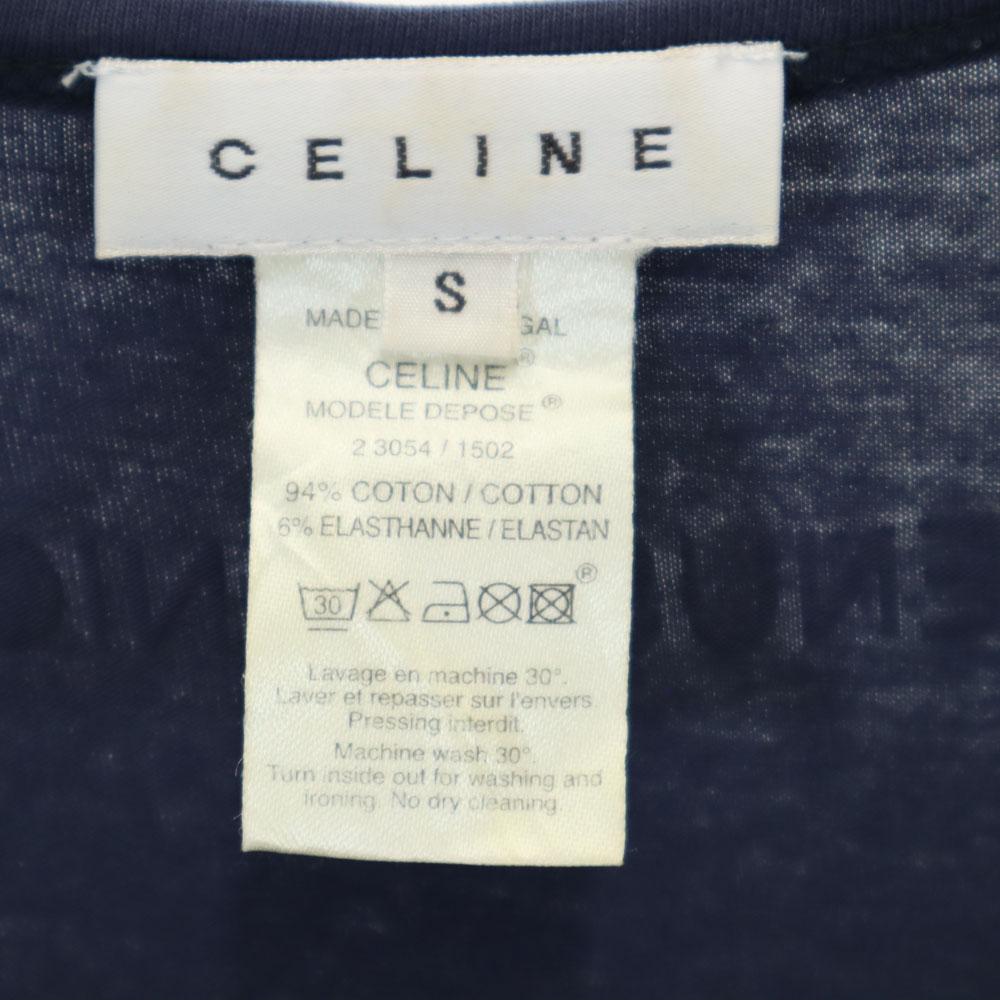 CELINE
S
MADE GAL
CELINE®
MODELE DEPOSE®
2 3054 / 1502
94% COTON / COTTON
6% ELASTHANNE / ELASTAN
30 ®
Lavage en machine 30°.
Laver et repasser sur l'envers.
Pressing interdit.
Machine wash 30°.
Turn inside out for washing and
ironing. No dry cleaning.